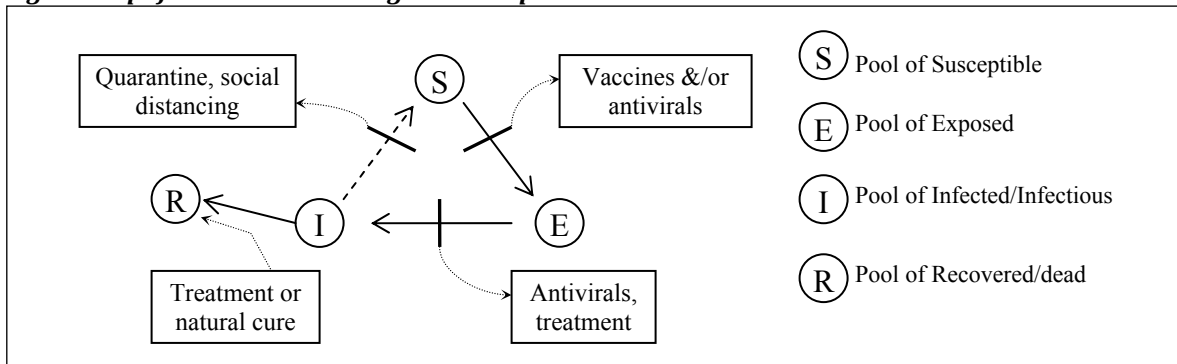 Quarantine, social
distancing
S
Vaccines &/or
antivirals
R
I
E
Treatment or
natural cure
Antivirals,
treatment
S Pool of Susceptible
E Pool of Exposed
I Pool of Infected/Infectious
R Pool of Recovered/dead